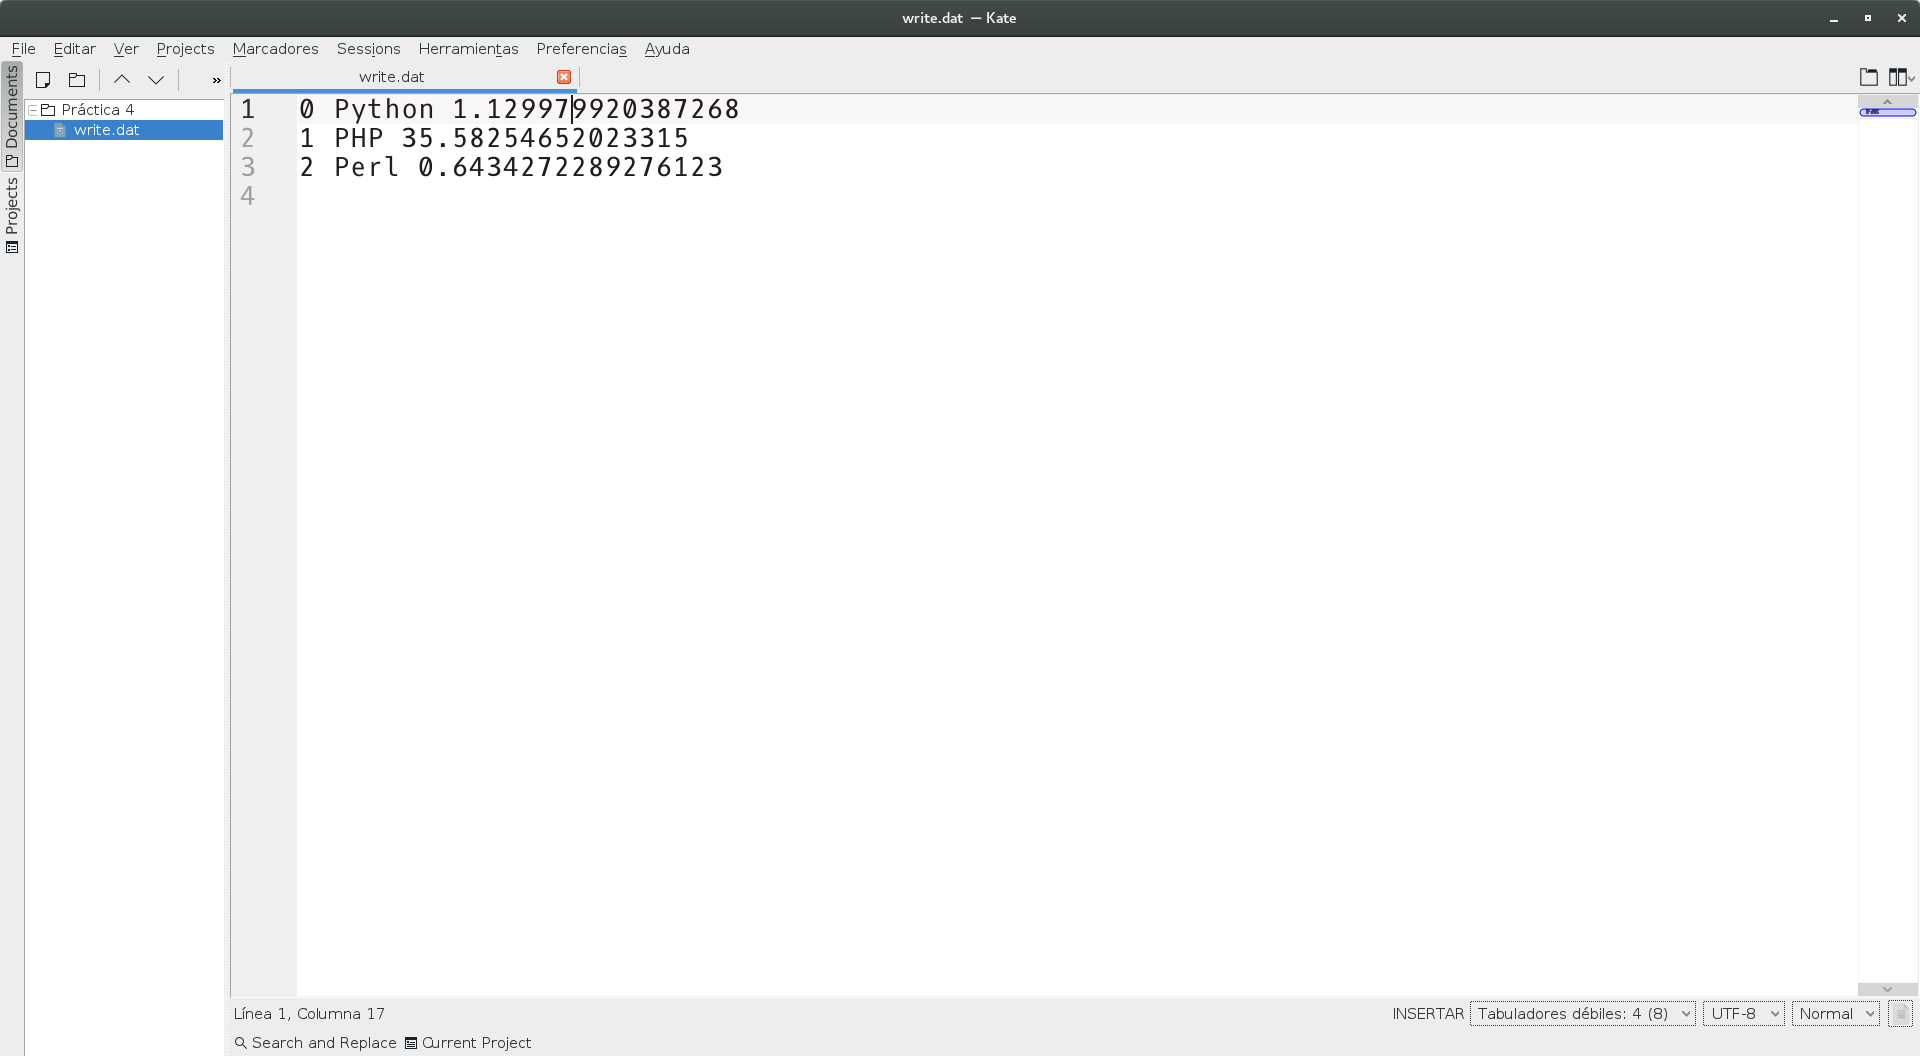 write.dat — Kate
File Editar Ver Projects Marcadores Sessions Herramientas Preferencias Ayuda
Documents
Projects
»
write.dat
Práctica 4
write.dat
1 0 Python 1.1299799920387268
2 1 PHP 35.58254652023315
3 2 Perl 0.6434272289276123
4
Línea 1, Columna 17
INSERTAR Tabuladores débiles: 4 (8) UTF-8 Normal
Search and Replace Current Project